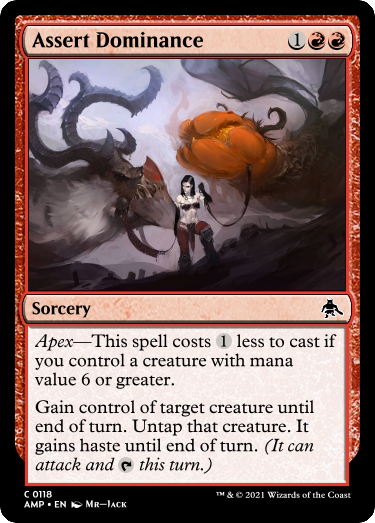 Assert Dominance 1
Sorcery
Apex—This spell costs 1 less to cast if
you control a creature with mana
value 6 or greater.
Gain control of target creature until
end of turn. Untap that creature. It
gains haste until end of turn. (It can
attack and this turn.)
C 0118
AMP • EN Mr–Jack
™ & © 2021 Wizards of the Coast